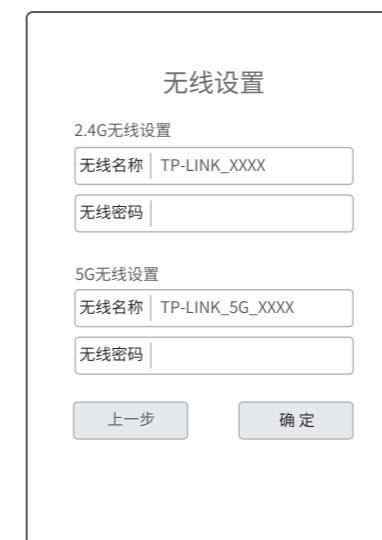 无线设置
2.4G无线设置
无线名称 TP-LINK_XXXX
无线密码
5G无线设置
无线名称 TP-LINK_5G_XXXX
无线密码
上一步 确定